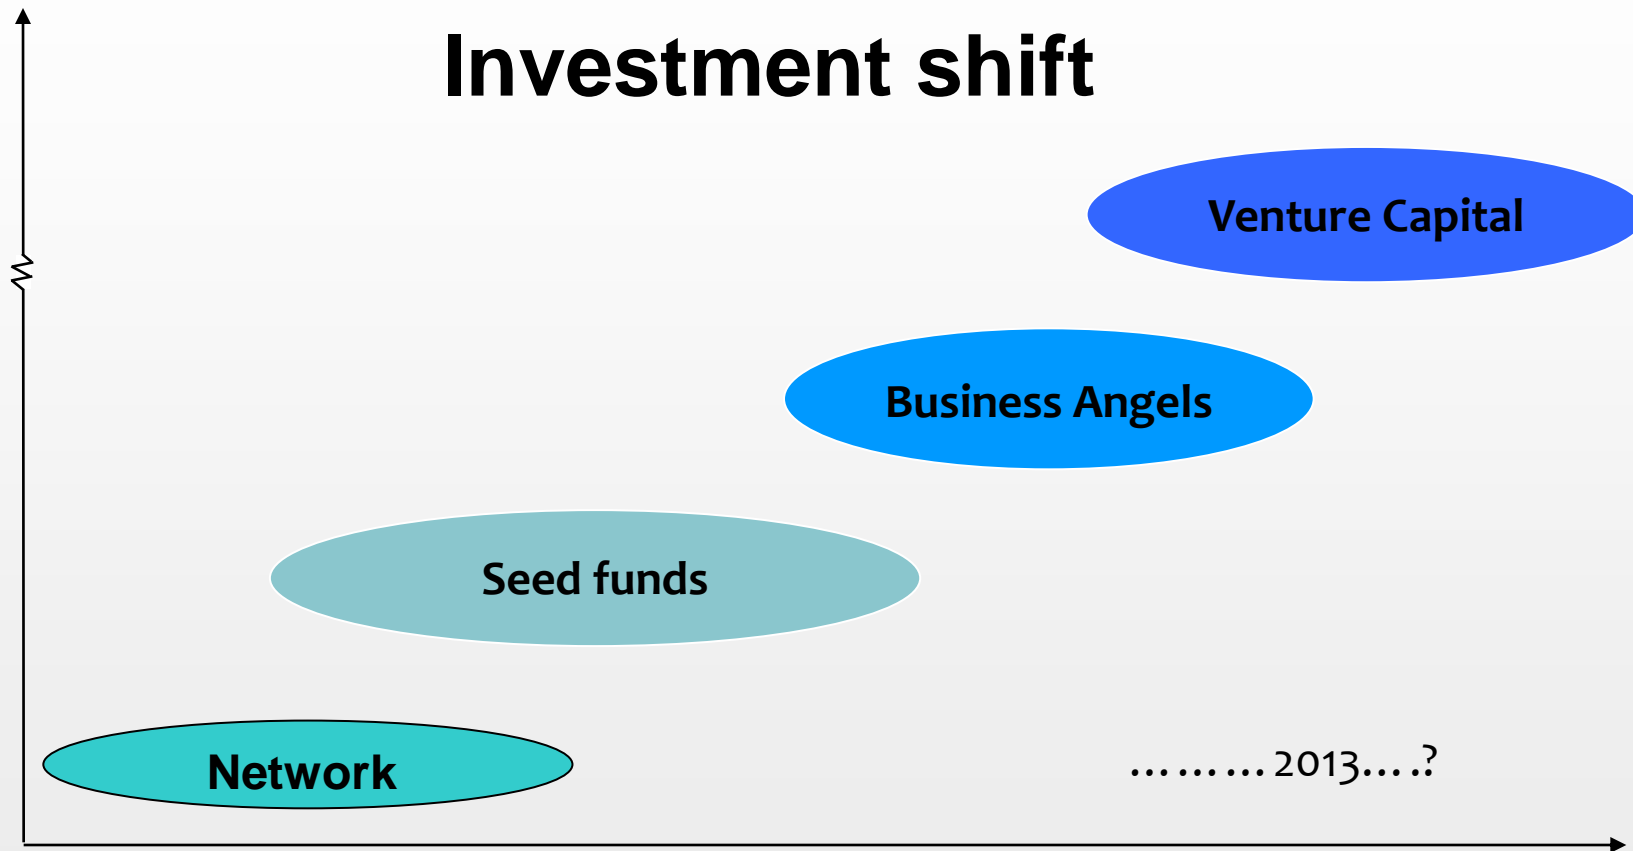 Investment shift
Venture Capital
Business Angels
Seed funds
Network
………2013….?